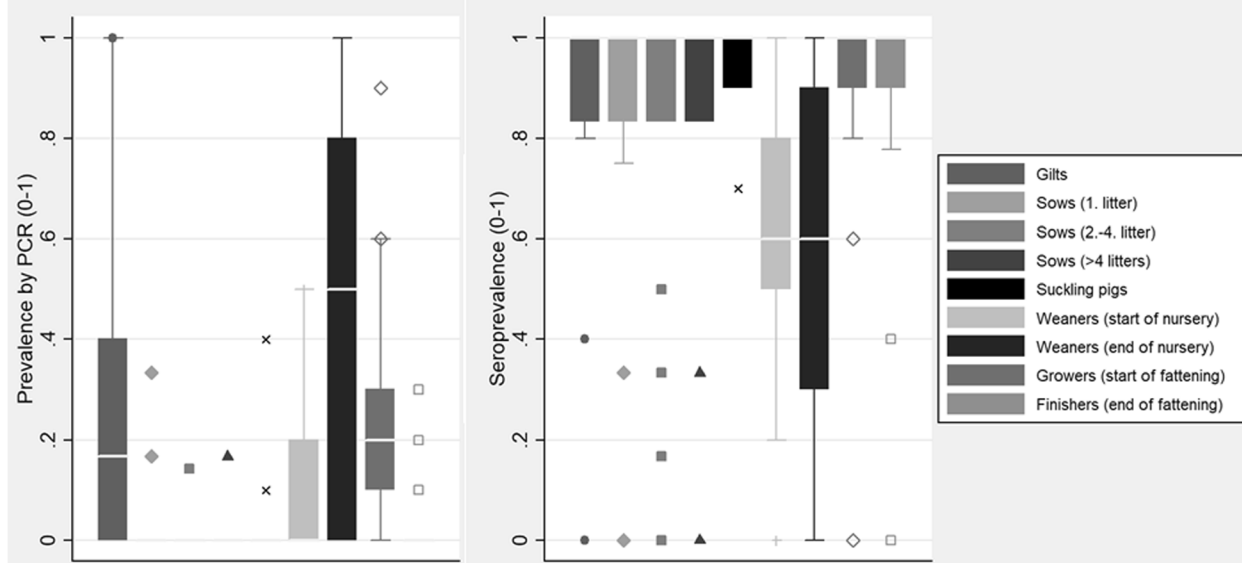 Prevalence by PCR (0-1)
1
.8
.6
.4
.2
0
Seroprevalence (0-1)
1
.8
.6
.4
.2
0
Gilts
Sows (1. litter)
Sows (2.-4. litter)
Sows (>4 litters)
Suckling pigs
Weaners (start of nursery)
Weaners (end of nursery)
Growers (start of fattening)
Finishers (end of fattening)